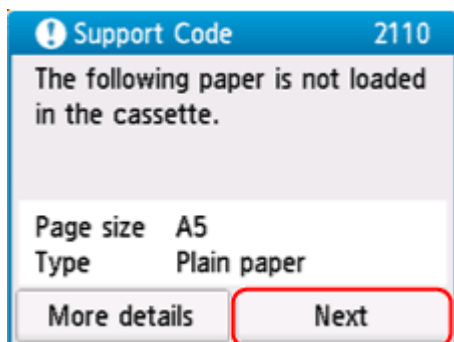 Support Code 2110
The following paper is not loaded
in the cassette.
Page size A5
Type Plain paper
More details Next